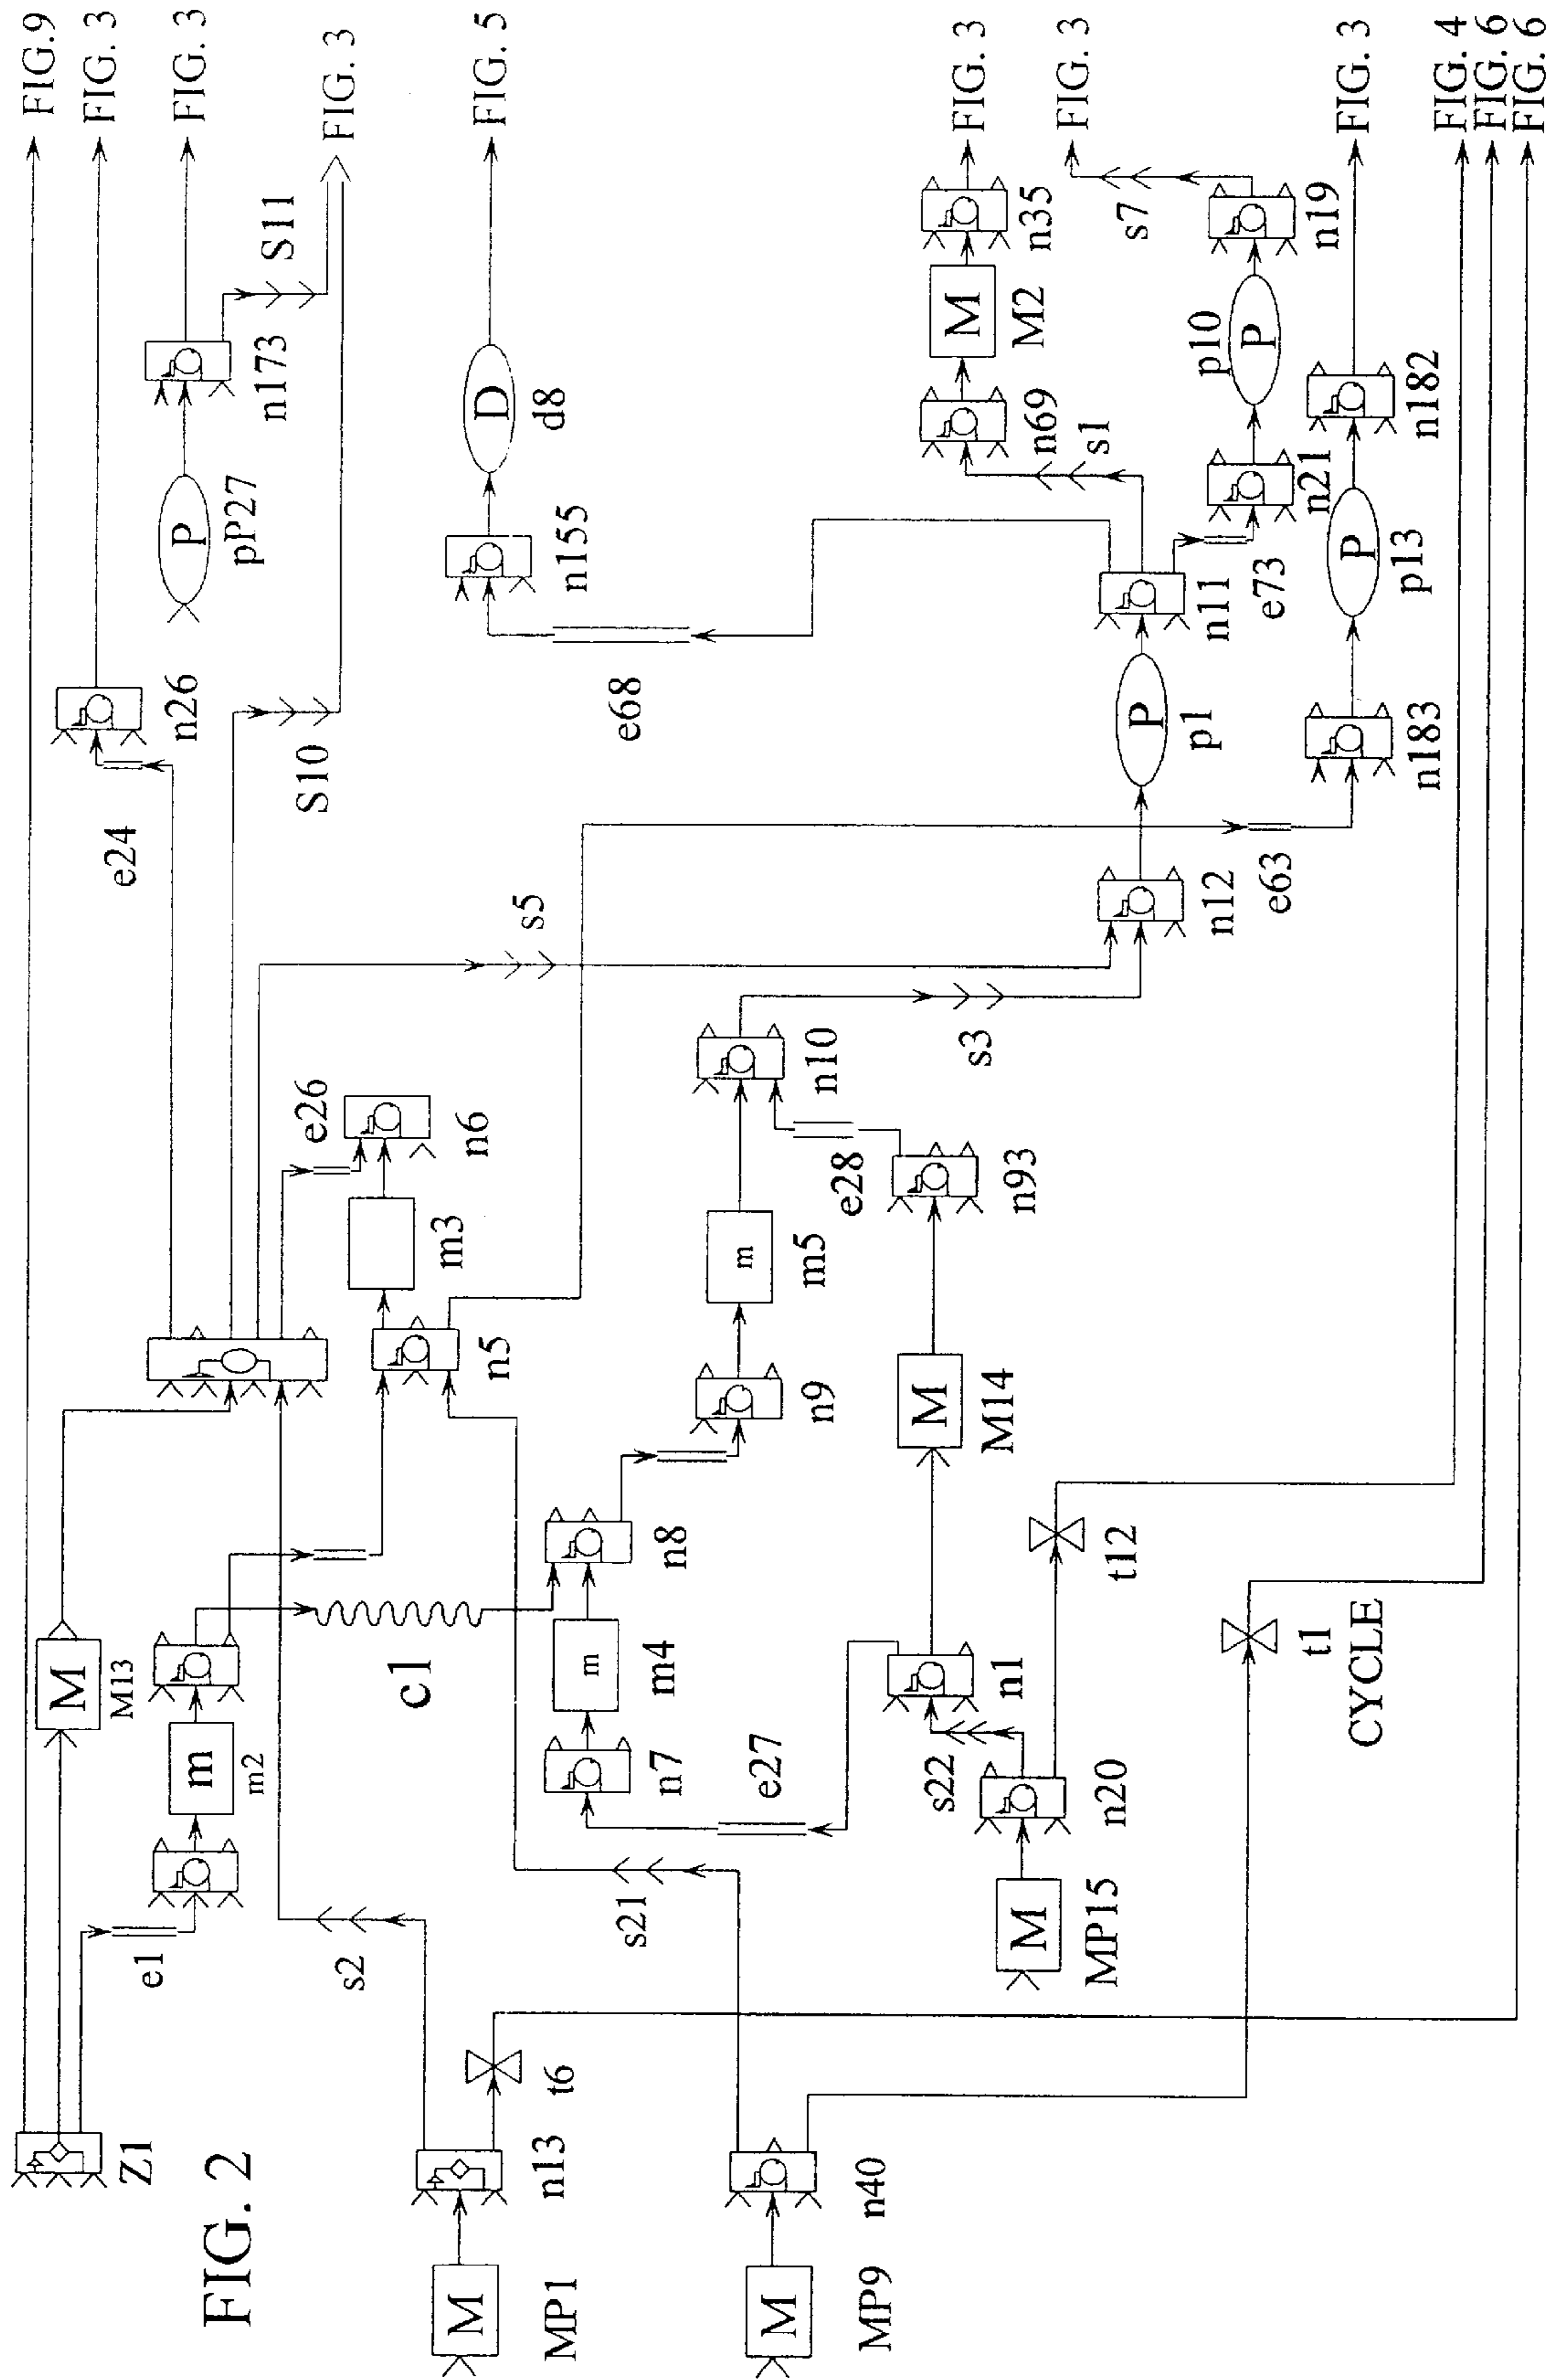 FIG. 2
FIG.9
FIG. 3
FIG. 3
FIG. 3
FIG. 5
FIG. 3
FIG. 3
FIG. 3
FIG. 4
FIG. 6
FIG. 6
Z1
e1
M
M13
m
m2
e24
n26
P
pP27
n173
S11
S10
s2
c1
e26
n6
m3
n5
s5
e68
n155
D
d8
M
MP1
n13
t6
M
MP9
n40
s21
e27
n7
m
m4
n8
n9
m
m5
n10
s3
e28
n93
M
M14
n1
s22
M
MP15
n20
t12
t1
CYCLE
n12
e63
P
p1
n11
e73
s1
n69
M
M2
n35
n21
P
p10
n19
s7
n183
P
p13
n182